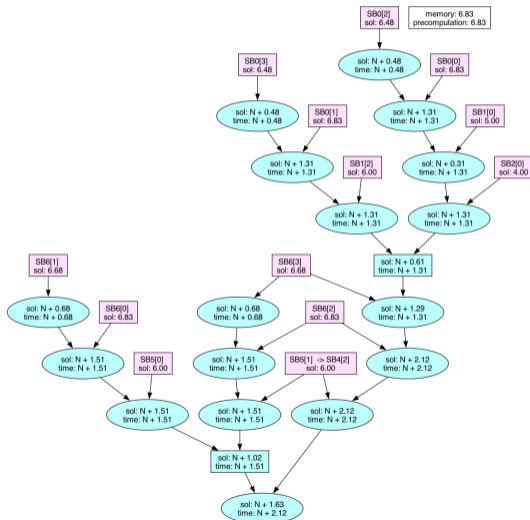 SB0[2]
sol: 6.48
memory: 6.83
precomputation: 6.83
SB0[3]
sol: 6.48
sol: N + 0.48
time: N + 0.48
SB0[0]
sol: 6.83
sol: N + 0.48
time: N + 0.48
SB0[1]
sol: 6.83
sol: N + 1.31
time: N + 1.31
SB1[0]
sol: 5.00
sol: N + 1.31
time: N + 1.31
SB1[2]
sol: 6.00
sol: N + 0.31
time: N + 1.31
SB2[0]
sol: 4.00
sol: N + 1.31
time: N + 1.31
sol: N + 1.31
time: N + 1.31
SB6[1]
sol: 6.68
SB6[3]
sol: 6.68
sol: N + 0.61
time: N + 1.31
sol: N + 0.68
time: N + 0.68
SB6[0]
sol: 6.83
sol: N + 0.68
time: N + 0.68
SB6[2]
sol: 6.83
sol: N + 1.29
time: N + 1.31
sol: N + 1.51
time: N + 1.51
SB5[0]
sol: 6.00
sol: N + 1.51
time: N + 1.51
SB5[1] -> SB4[2]
sol: 6.00
sol: N + 2.12
time: N + 2.12
sol: N + 1.51
time: N + 1.51
sol: N + 1.51
time: N + 1.51
sol: N + 2.12
time: N + 2.12
sol: N + 1.02
time: N + 1.51
sol: N + 1.63
time: N + 2.12